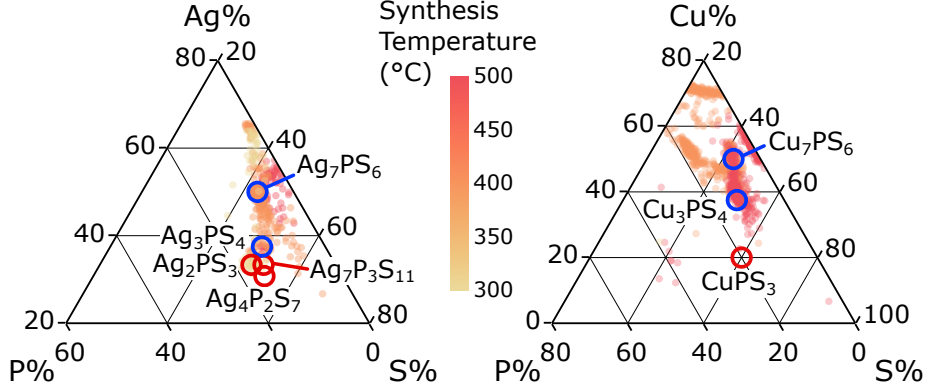 Ag%
Synthesis
Temperature
(°C)
Cu%
80
20
500
80
20
450
60
40
60
40
Ag₇PS₆
400
Cu₇PS₆
40
60
350
40
60
Ag₃PS₄
Cu₃PS₄
Ag₂PS₃
Ag₇P₃S₁₁
300
20
80
Ag₄P₂S₇
CuPS₃
20
80
0
100
60
40
20
0
80
60
40
20
0
P%
S%
P%
S%